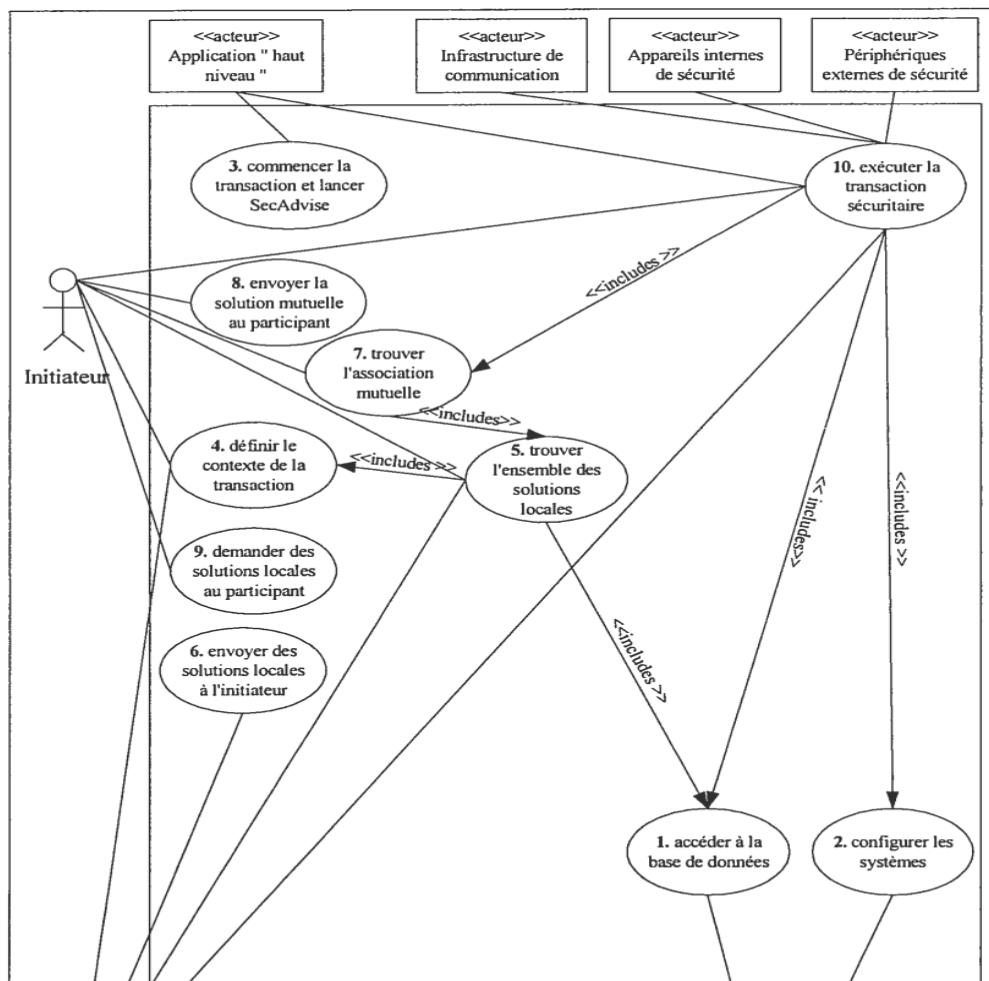 <<acteur>>
Application " haut
niveau "
<<acteur>>
Infrastructure de
communication
<<acteur>>
Appareils internes
de sécurité
<<acteur>>
Périphériques
externes de sécurité
3. commencer la
transaction et lancer
SecAdvise
10. exécuter la
transaction
sécuritaire
<<includes >>
8. envoyer la
solution mutuelle
au participant
Initiateur
7. trouver
l'association
mutuelle
<<includes>>
4. définir le
contexte de la
transaction
<<includes >>
5. trouver
l'ensemble des
solutions
locales
<< includes>>
<<includes >>
9. demander des
solutions locales
au participant
6. envoyer des
solutions locales
à l'initiateur
<<includes >>
1. accéder à la
base de données
2. configurer les
systèmes